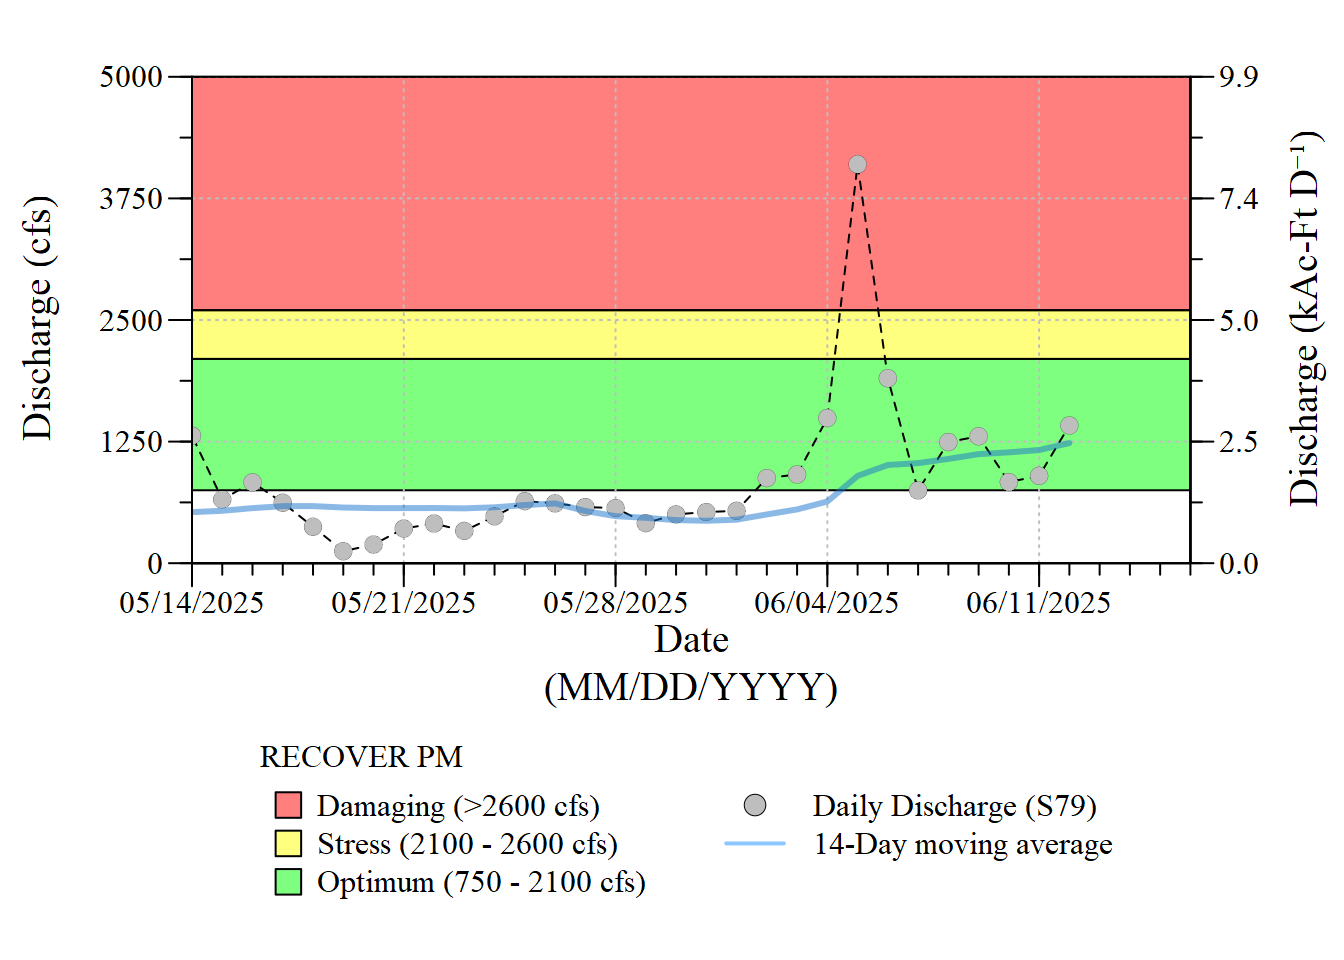 5000
3750
2500
1250
0
Discharge (cfs)
9.9
7.4
5.0
2.5
0.0
Discharge (kAc-Ft D⁻¹)
05/14/2025 05/21/2025 05/28/2025 06/04/2025 06/11/2025
Date
(MM/DD/YYYY)
RECOVER PM
Damaging (>2600 cfs)
Stress (2100 - 2600 cfs)
Optimum (750 - 2100 cfs)
Daily Discharge (S79)
14-Day moving average